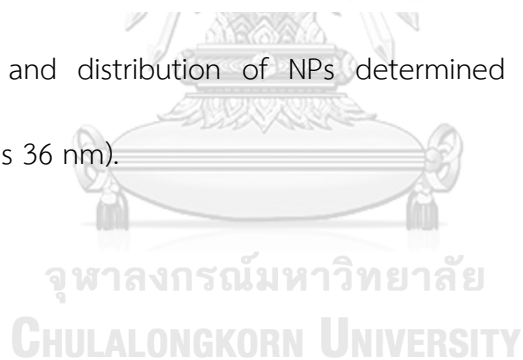 and distribution of NPs determined
s 36 nm).
จุฬาลงกรณ์มหาวิทยาลัย
CHULALONGKORN UNIVERSITY